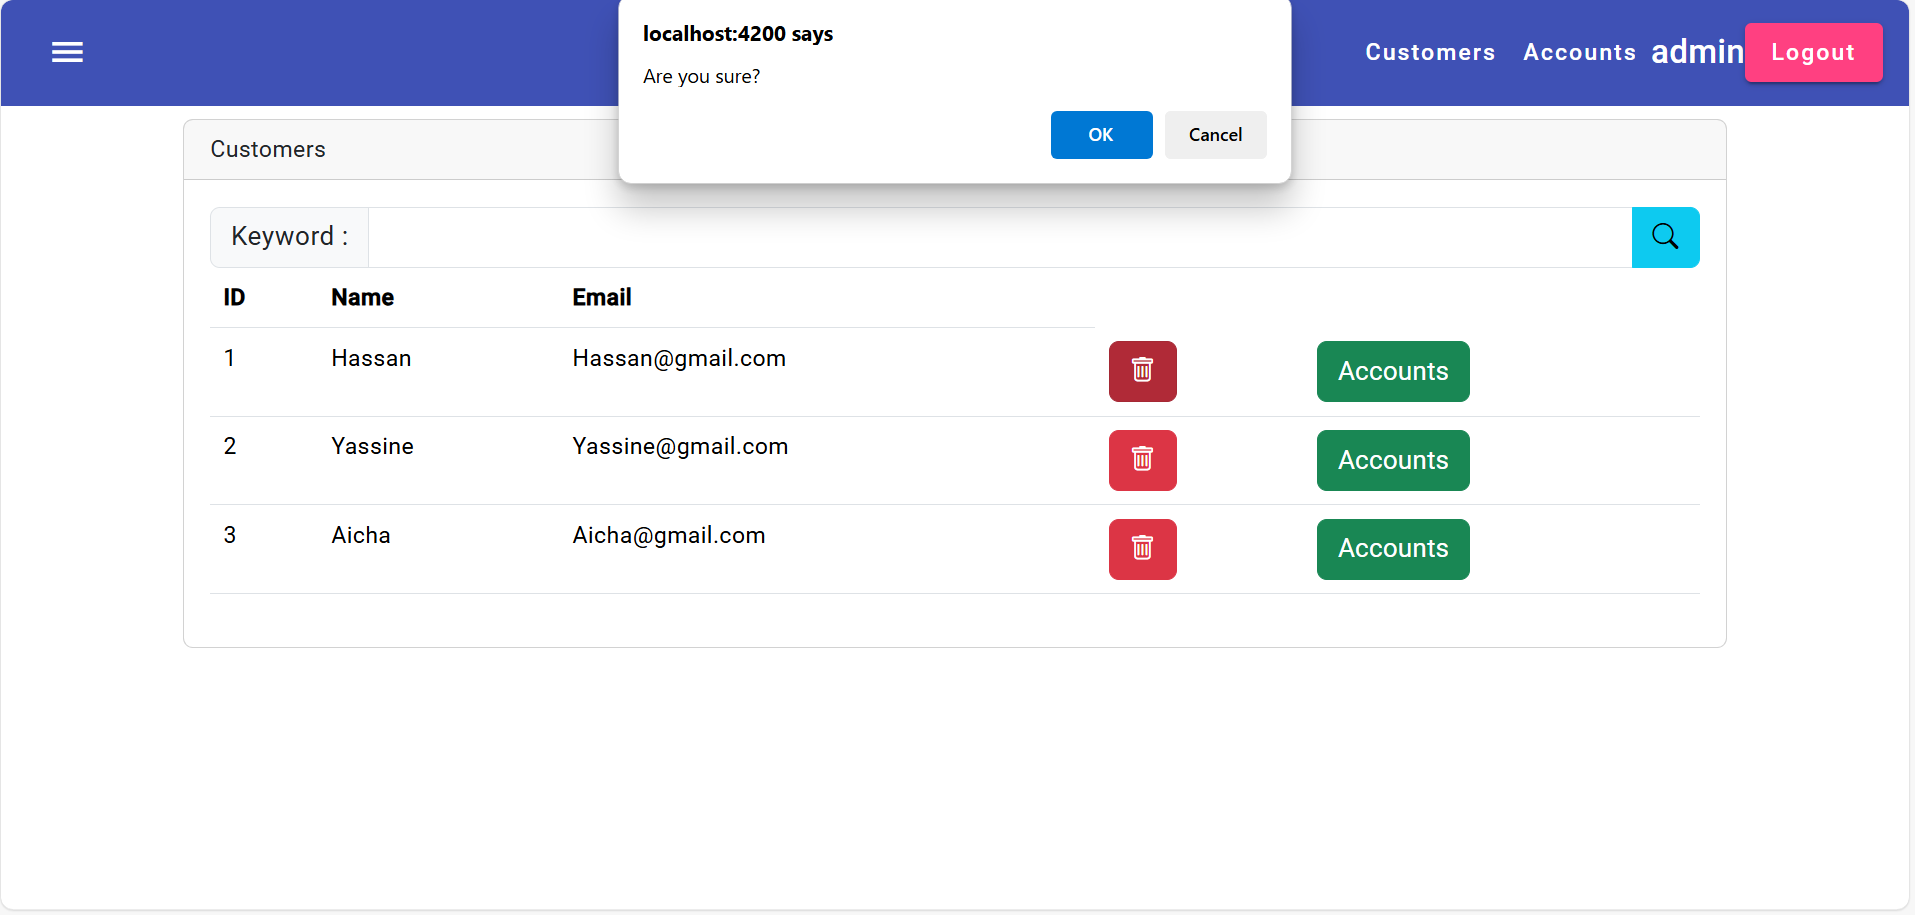 localhost:4200 says
Are you sure?
OK Cancel
Customers Accounts admin Logout
Customers
Keyword :
ID Name Email
1 Hassan Hassan@gmail.com Accounts
2 Yassine Yassine@gmail.com Accounts
3 Aicha Aicha@gmail.com Accounts